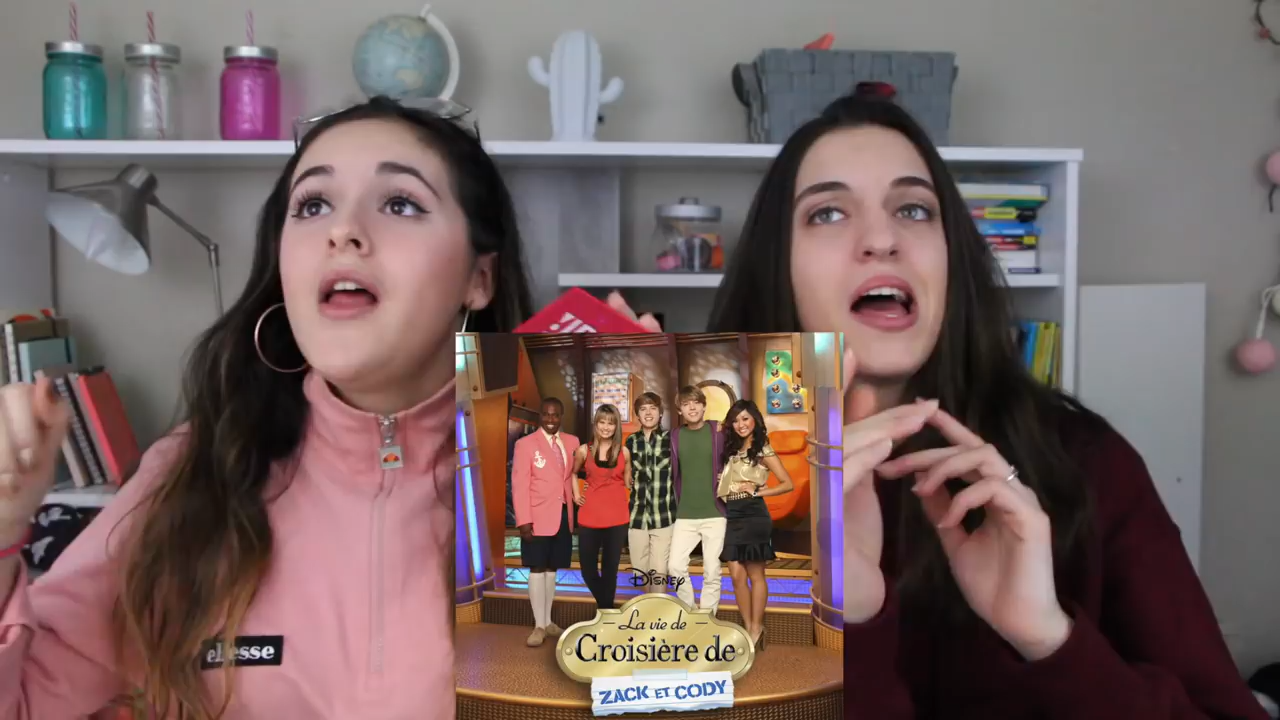 ellesse
DISNEY
La vie de
Croisière de
ZACK ET CODY